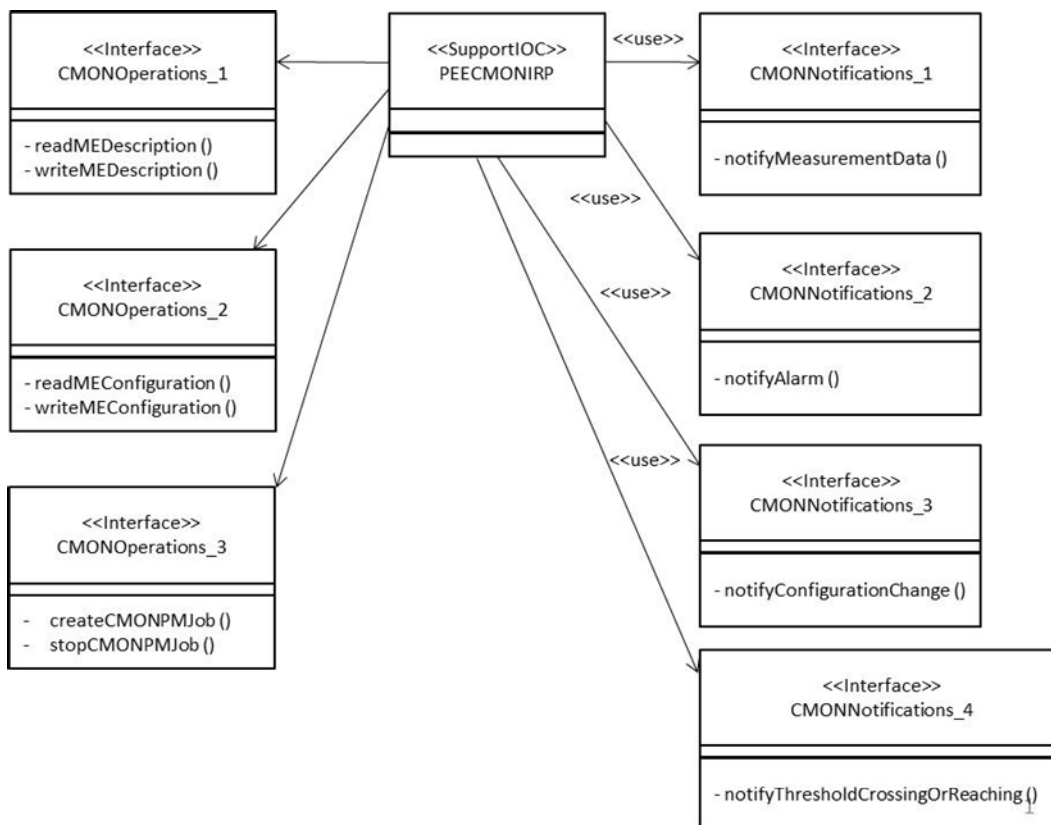 <<Interface>>
CMONOperations_1
- readMEDescription ()
- writeMEDescription ()
<<Interface>>
CMONOperations_2
- readMEConfiguration ()
- writeMEConfiguration ()
<<Interface>>
CMONOperations_3
- createCMONPMJob ()
- stopCMONPMJob ()
<<SupportIOC>>
PEECMONIRP
<<use>>
<<use>>
<<use>>
<<use>>
<<Interface>>
CMONNotifications_1
- notifyMeasurementData ()
<<Interface>>
CMONNotifications_2
- notifyAlarm ()
<<Interface>>
CMONNotifications_3
- notifyConfigurationChange ()
<<Interface>>
CMONNotifications_4
- notifyThresholdCrossingOrReaching ()
1